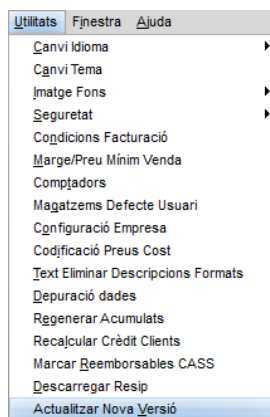 Utilitats Finestra Ajuda
Canvi Idioma
Canvi Tema
Imatge Fons
Seguretat
Condicions Facturació
Marge/Preu Mínim Venda
Comptadors
Magatzems Defecte Usuari
Configuració Empresa
Codificació Preus Cost
Text Eliminar Descripcions Formats
Depuració dades
Regenerar Acumulats
Recalcular Crèdit Clients
Marcar Reemborsables CASS
Descarregar Resip
Actualitzar Nova Versió